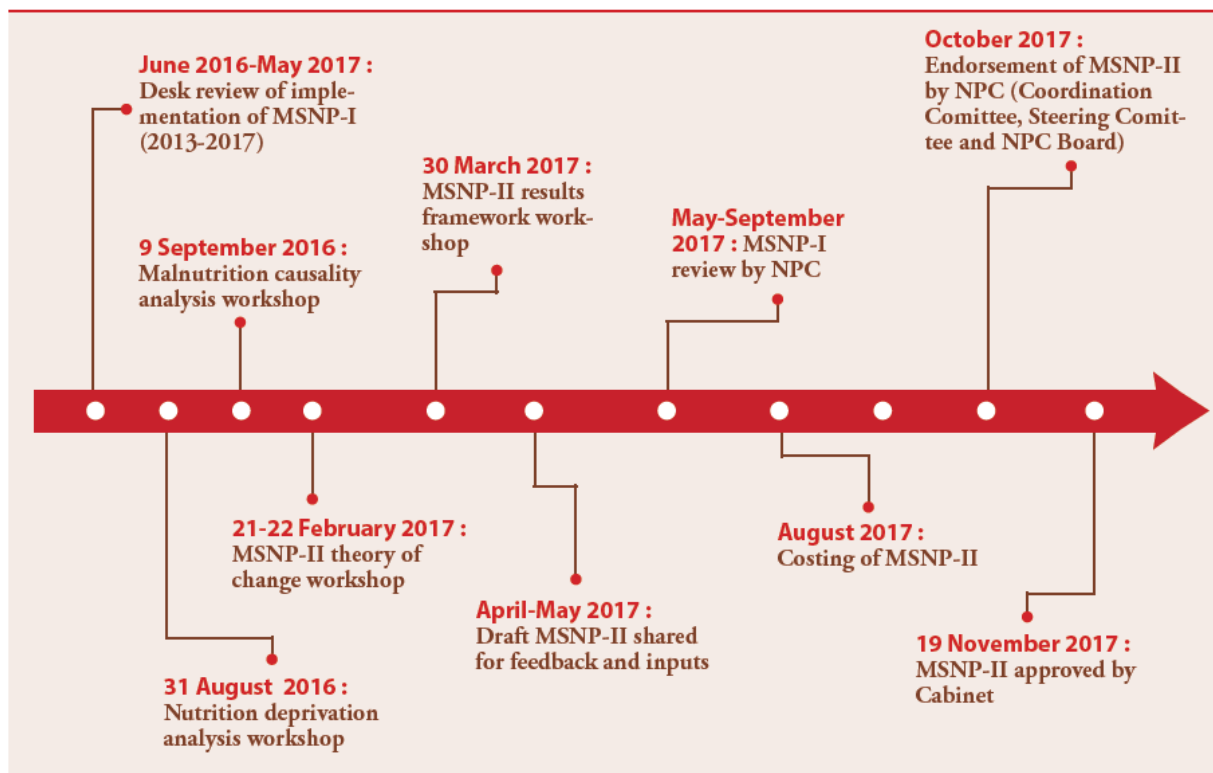 June 2016-May 2017 :
Desk review of imple-
mentation of MSNP-I
(2013-2017)
31 August  2016 :
Nutrition deprivation
analysis workshop
9 September 2016 :
Malnutrition causality
analysis workshop
21-22 February 2017 :
MSNP-II theory of
change workshop
30 March 2017 :
MSNP-II results
framework work-
shop
April-May 2017 :
Draft MSNP-II shared
for feedback and inputs
May-September
2017 : MSNP-I
review by NPC
August 2017 :
Costing of MSNP-II
October 2017 :
Endorsement of MSNP-II
by NPC (Coordination
Comittee, Steering Comit-
tee and NPC Board)
19 November 2017 :
MSNP-II approved by
Cabinet